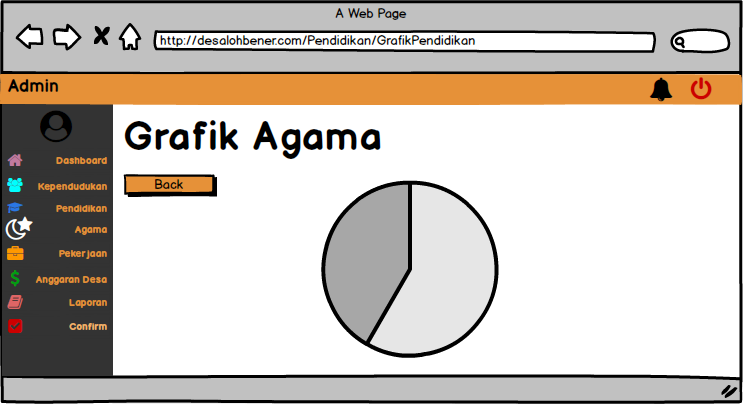 A Web Page
http://desalohbener.com/Pendidikan/GrafikPendidikan
Admin
Grafik Agama
Back
Dashboard
Kependudukan
Pendidikan
Agama
Pekerjaan
Anggaran Desa
Laporan
Confirm